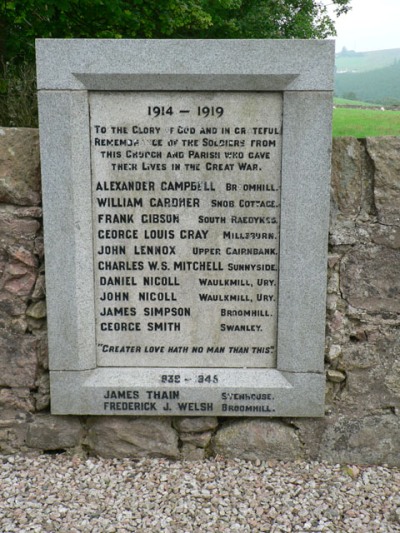 1914 – 1919
TO THE GLORY OF GOD AND IN GRATEFUL
REMEMBRANCE OF THE SOLDIERS FROM
THIS CHURCH AND PARISH WHO GAVE
THEIR LIVES IN THE GREAT WAR.
ALEXANDER CAMPBELL BROOMHILL.
WILLIAM GARDNER SNOB COTTAGE.
FRANK GIBSON SOUTH RAEDYKES.
GEORGE LOUIS GRAY MILLBURN.
JOHN LENNOX UPPER CAIRNBANK.
CHARLES W.S. MITCHELL SUNNYSIDE.
DANIEL NICOLL WAULKMILL, URY.
JOHN NICOLL WAULKMILL, URY.
JAMES SIMPSON BROOMHILL.
GEORGE SMITH SWANLEY.
"GREATER LOVE HATH NO MAN THAN THIS".
1939 – 1945
JAMES THAIN
FREDERICK J. WELSH BROOMHILL.